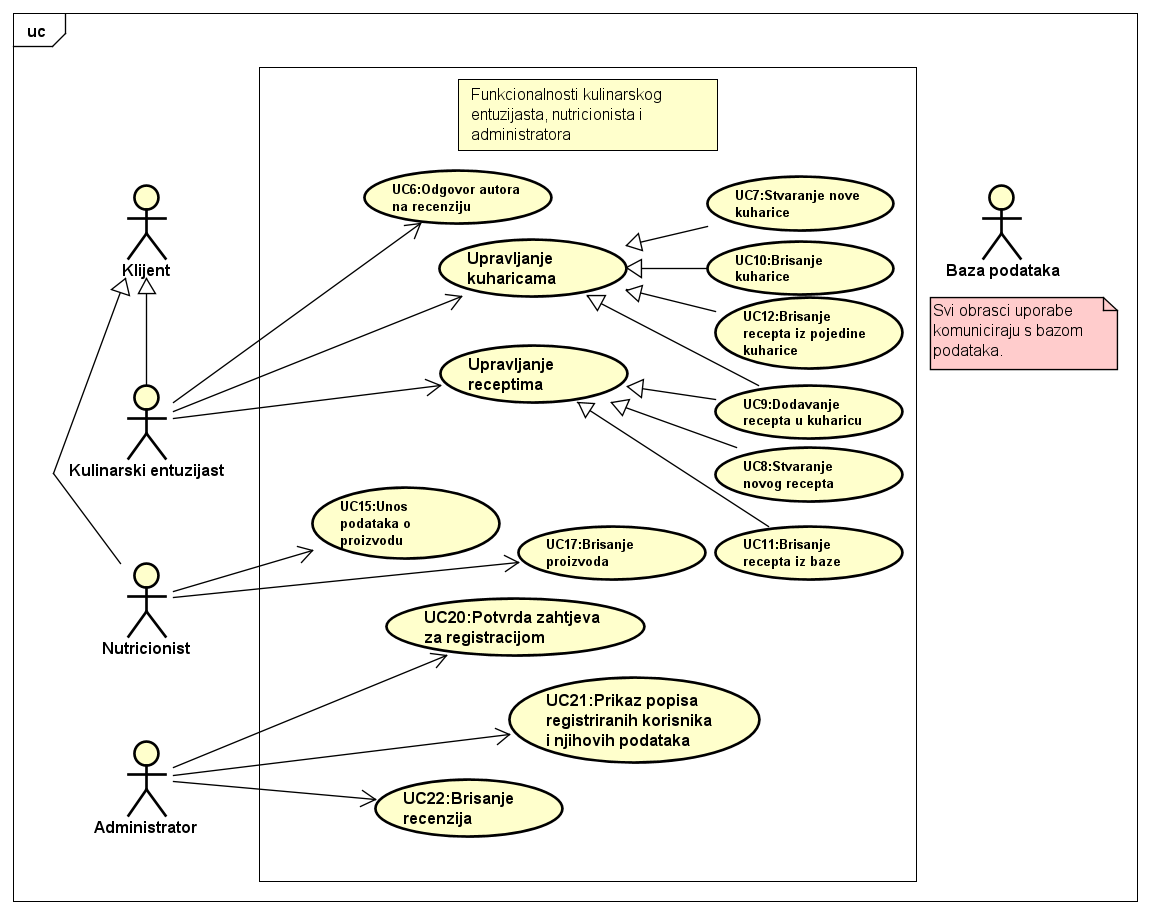 uc
Funkcionalnosti kulinarskog
entuzijasta, nutricionista i
administratora
UC6:Odgovor autora
na recenziju
UC7:Stvaranje nove
kuharice
Klijent
Upravljanje
kuharicama
UC10:Brisanje
kuharice
Baza podataka
UC12:Brisanje
recepta iz pojedine
kuharice
Svi obrasci uporabe
komuniciraju s bazom
podataka.
Upravljanje
receptima
UC9:Dodavanje
recepta u kuharicu
Kulinarski entuzijast
UC8:Stvaranje
novog recepta
UC15:Unos
podataka o
proizvodu
UC17:Brisanje
proizvoda
UC11:Brisanje
recepta iz baze
Nutricionist
UC20:Potvrda zahtjeva
za registracijom
UC21:Prikaz popisa
registriranih korisnika
i njihovih podataka
Administrator
UC22:Brisanje
recenzija